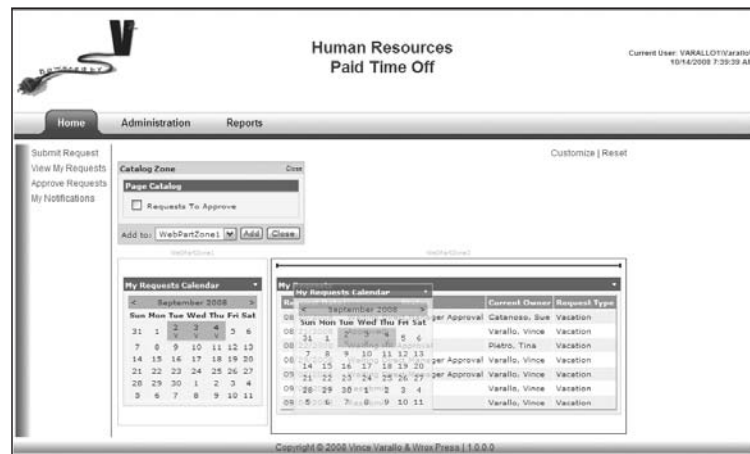 V
powered by
Human Resources
Paid Time Off
Current User: VARALLOT\Varallo
10/14/2008 7:39:39 AM
Home
Administration
Reports
Submit Request
View My Requests
Approve Requests
My Notifications
Customize | Reset
Catalog Zone
Close
Page Catalog
Requests To Approve
Add to: WebPartZone1 Add Close
WebPartZone1
My Requests Calendar
< September 2008 >
Sun Mon Tue Wed Thu Fri Sat
31 1 2 3 4 5 6
V V V
7 8 9 10 11 12 13
14 15 16 17 18 19 20
21 22 23 24 25 26 27
28 29 30 1 2 3 4
5 6 7 8 9 10 11
My Requests Calendar
< September 2008 >
Sun Mon Tue Wed Thu Fri Sat
31 1 2 3 4 5 6
7 8 9 10 11 12 13
14 15 16 17 18 19 20
21 22 23 24 25 26 27
28 29 30 1 2 3 4
5 6 7 8 9 10 11
Current Owner Request Type
Approval Catanoso, Sue Vacation
Varallo, Vince Vacation
Pietro, Tina Vacation
Approval Varallo, Vince Vacation
Approval Varallo, Vince Vacation
Varallo, Vince Vacation
Varallo, Vince Vacation
Copyright © 2008 Vince Varallo & Wrox Press | 1.0.0.0